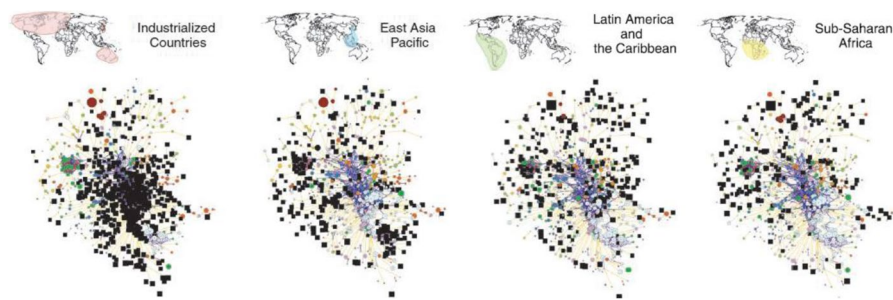 Industrialized
Countries
East Asia
Pacific
Latin America
and
the Caribbean
Sub-Saharan
Africa